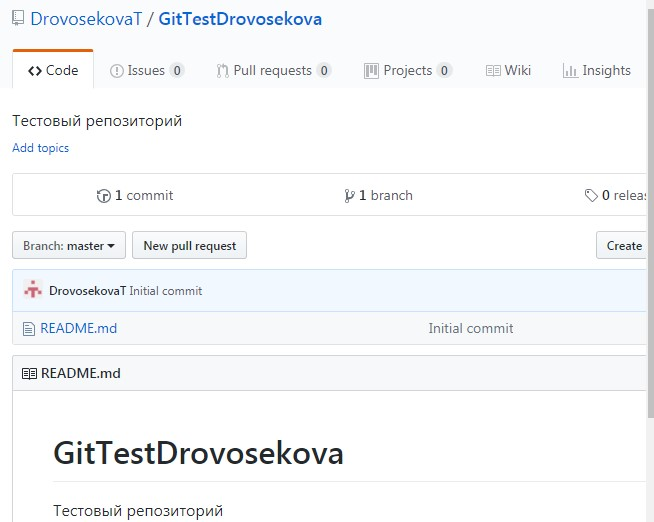 DrovosekovaT / GitTestDrovosekova
Code Issues 0 Pull requests 0 Projects 0 Wiki Insights
Тестовый репозиторий
Add topics
1 commit 1 branch 0 relea
Branch: master New pull request Create
DrovosekovaT Initial commit
README.md Initial commit
README.md
GitTestDrovosekova
Тестовый репозиторий